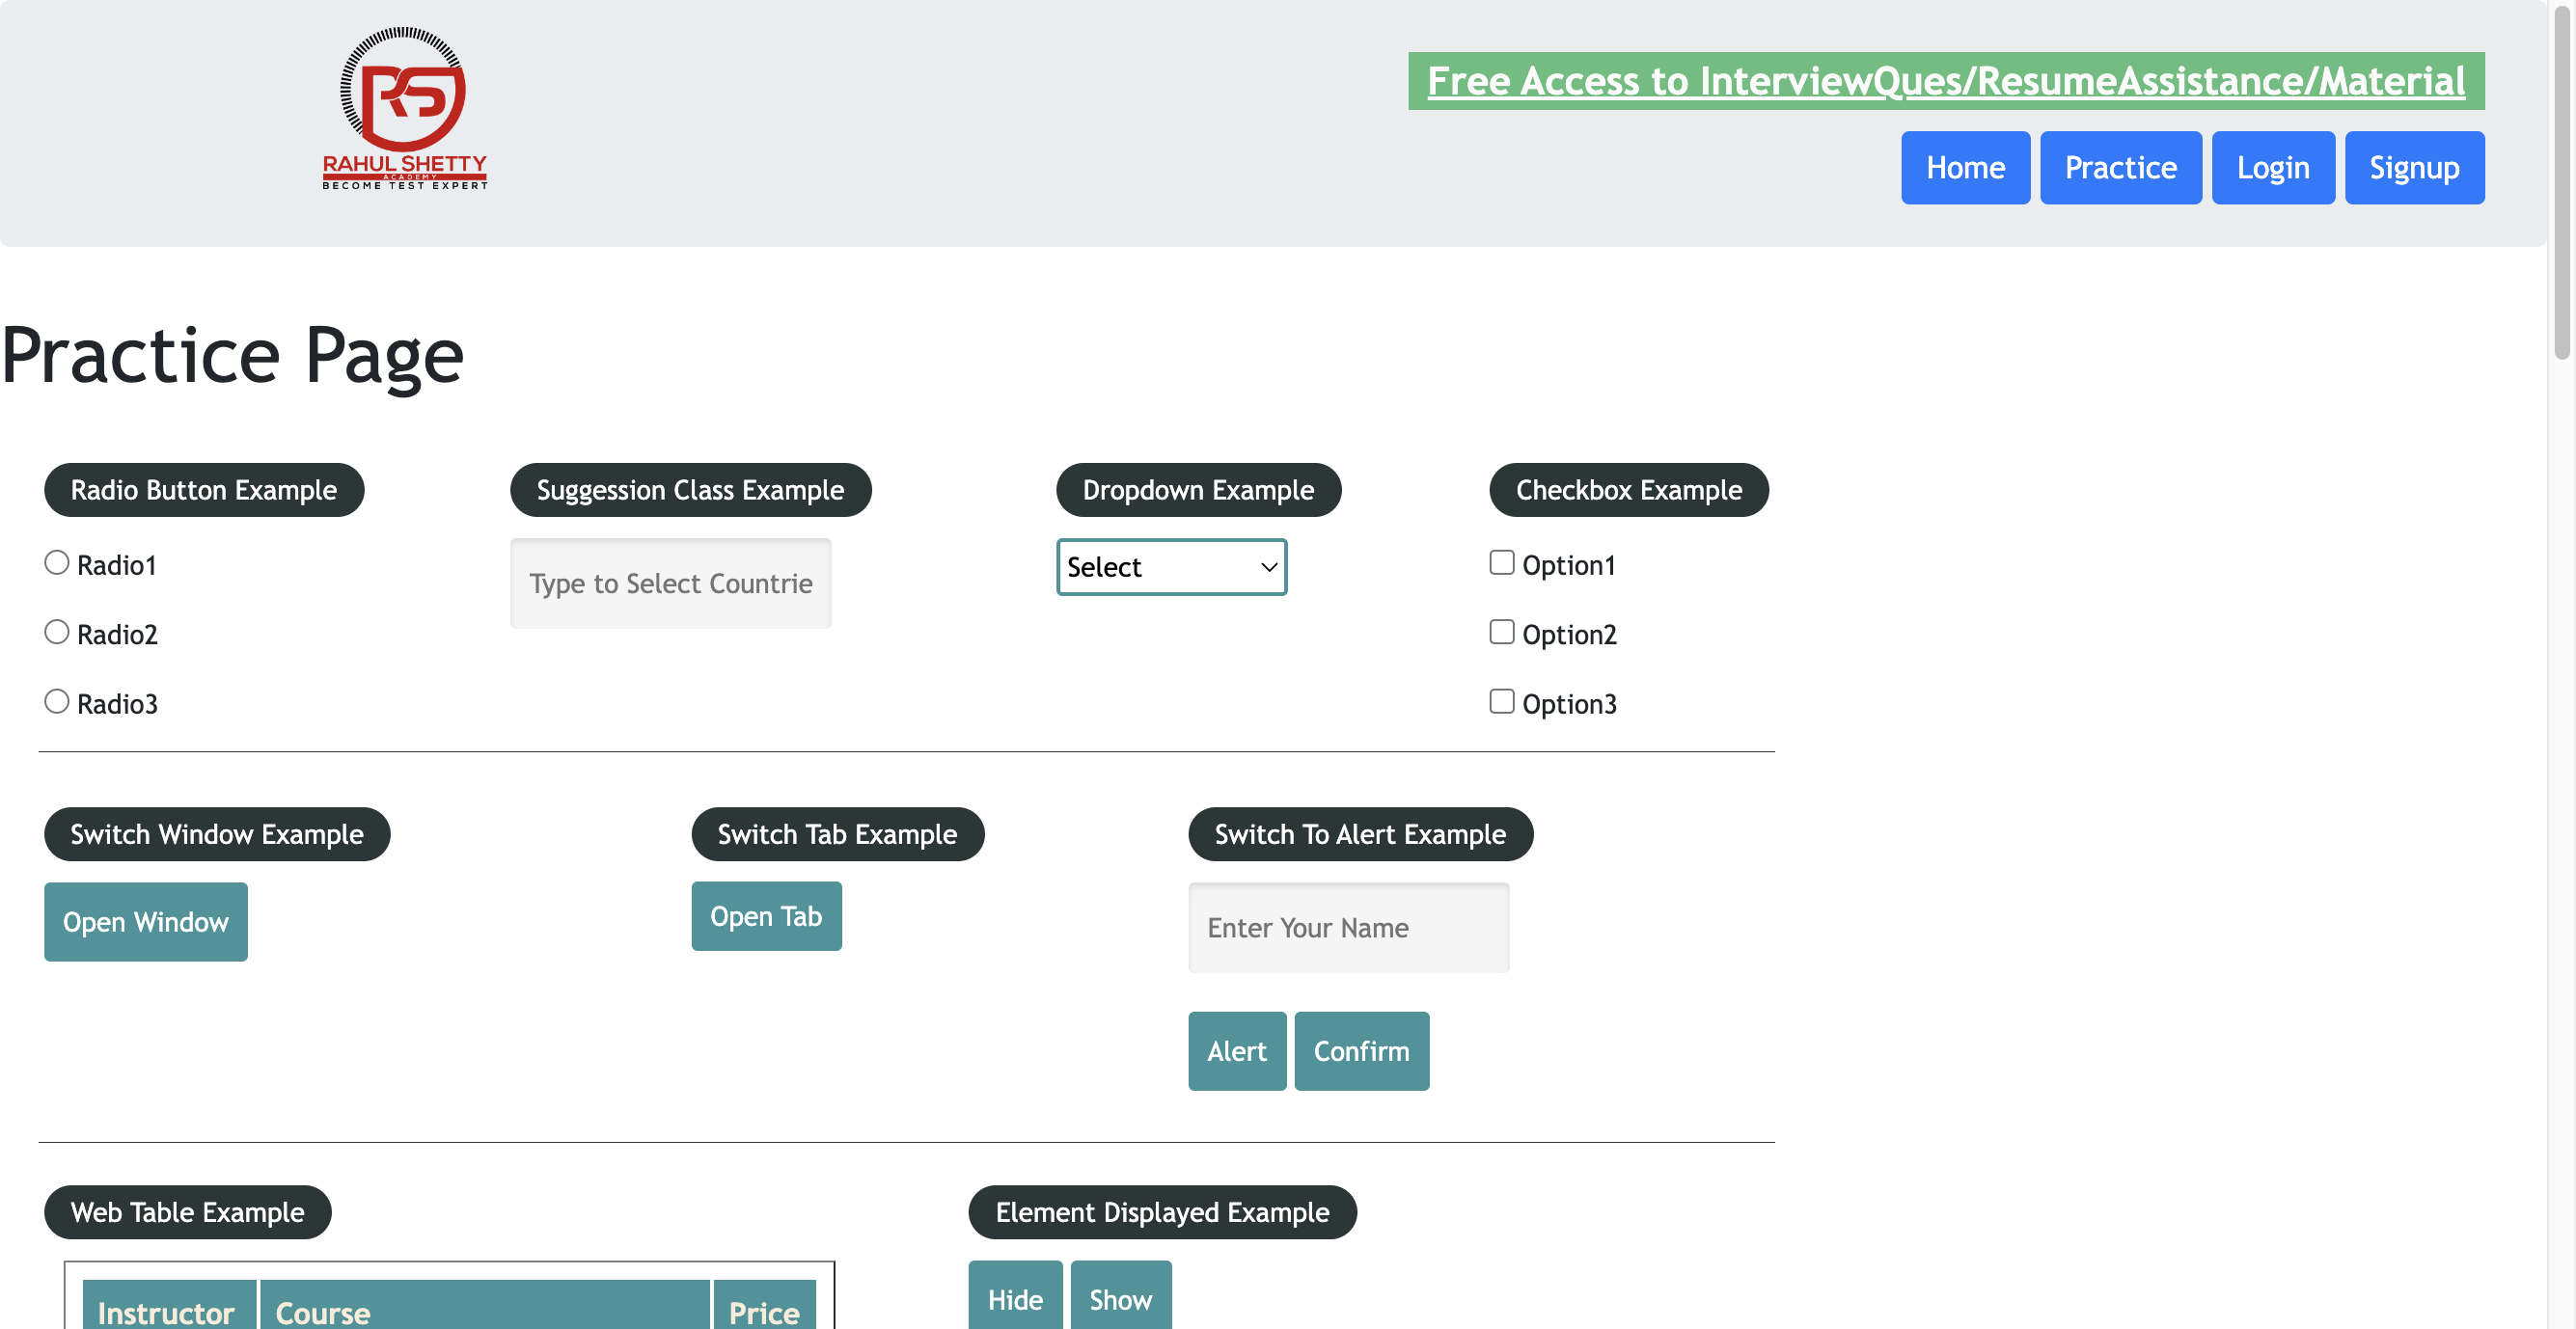 RS
RAHUL SHETTY
ACADEMY
BECOME TEST EXPERT
Free Access to InterviewQues/ResumeAssistance/Material
Home Practice Login Signup
Practice Page
Radio Button Example
Radio1
Radio2
Radio3
Suggession Class Example
Type to Select Countrie
Dropdown Example
Select
Checkbox Example
Option1
Option2
Option3
Switch Window Example
Open Window
Switch Tab Example
Open Tab
Switch To Alert Example
Enter Your Name
Alert Confirm
Web Table Example
Instructor Course Price
Element Displayed Example
Hide Show